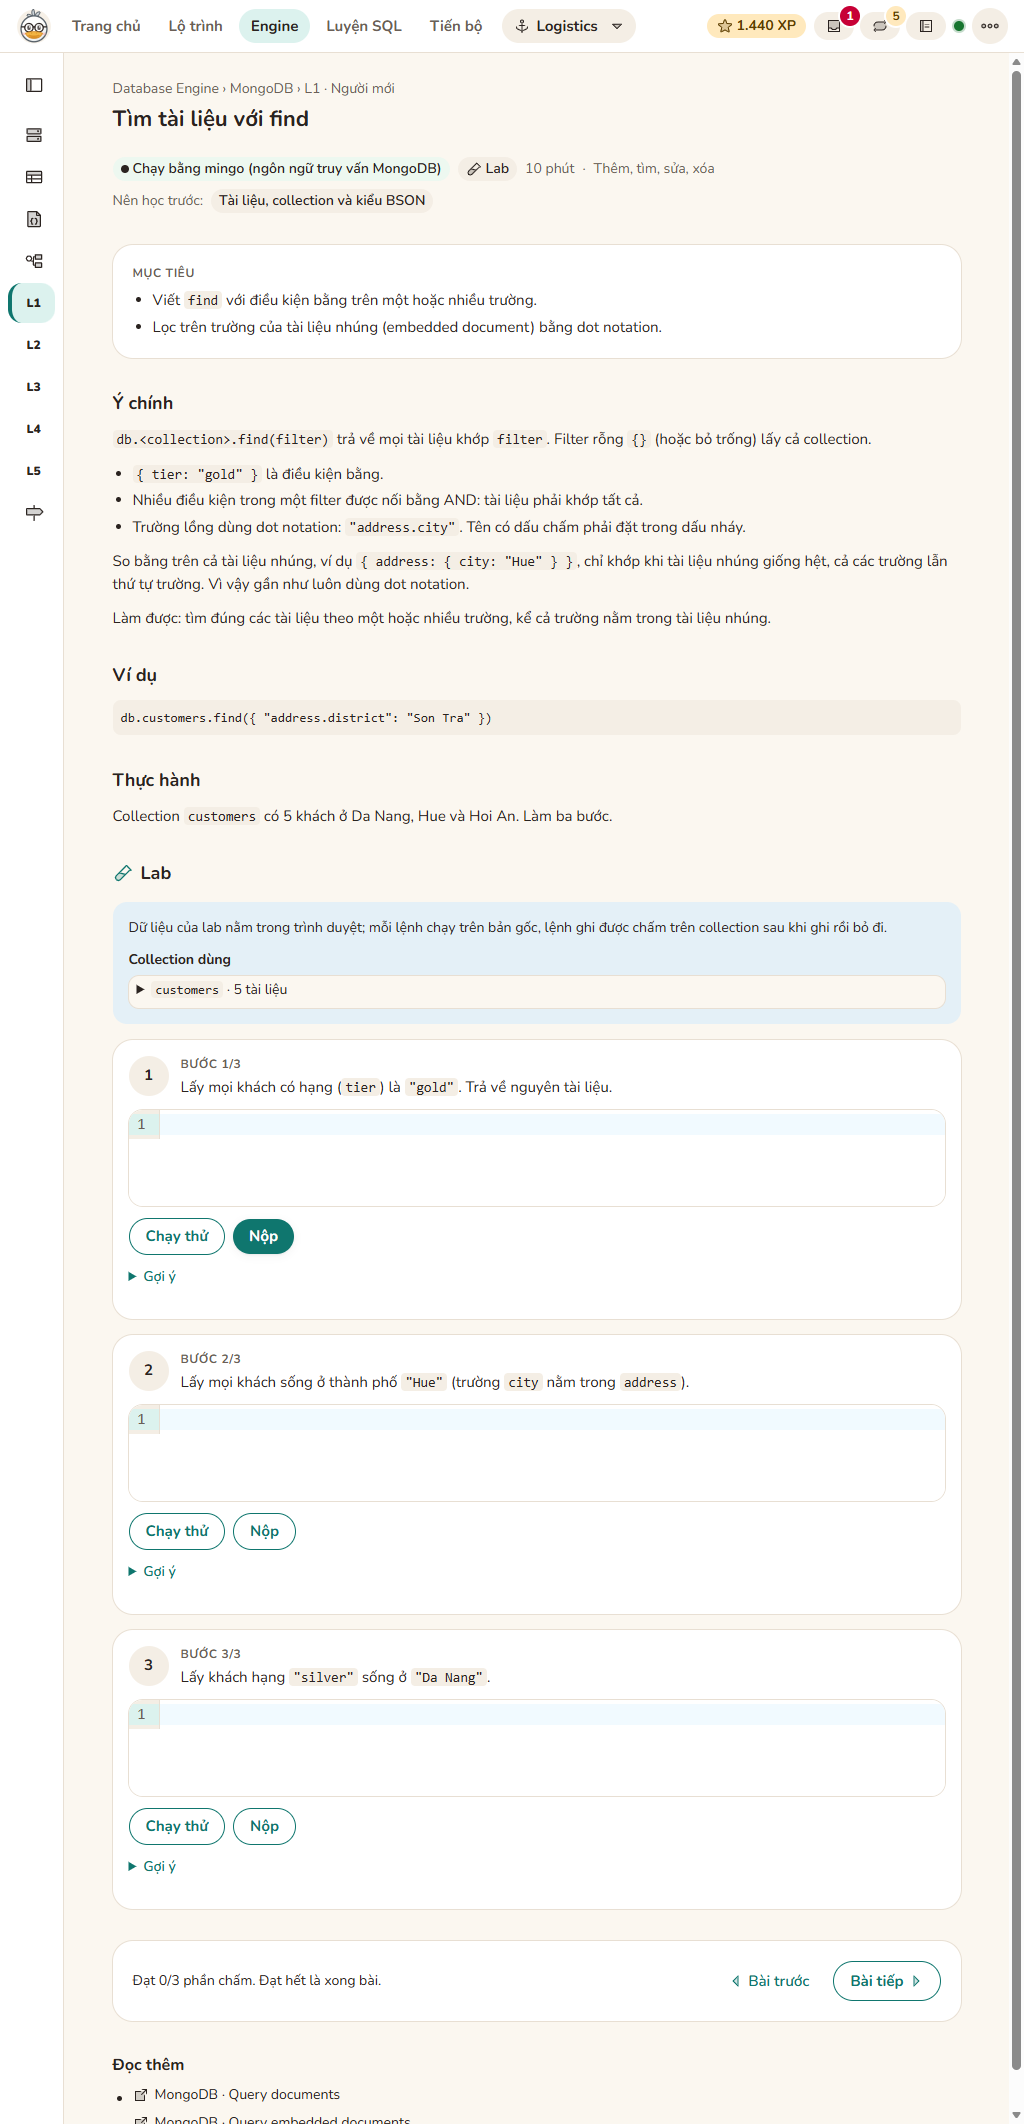 Trang chủ Lộ trình Engine Luyện SQL Tiến bộ Logistics 1.440 XP 1 5
Database Engine › MongoDB › L1 · Người mới
Tìm tài liệu với find
Chạy bằng mingo (ngôn ngữ truy vấn MongoDB) Lab 10 phút · Thêm, tìm, sửa, xóa
Nên học trước: Tài liệu, collection và kiểu BSON
L1
L2
L3
L4
L5
MỤC TIÊU
• Viết find với điều kiện bằng trên một hoặc nhiều trường.
• Lọc trên trường của tài liệu nhúng (embedded document) bằng dot notation.
Ý chính
db.<collection>.find(filter) trả về mọi tài liệu khớp filter. Filter rỗng {} (hoặc bỏ trống) lấy cả collection.
• { tier: "gold" } là điều kiện bằng.
• Nhiều điều kiện trong một filter được nối bằng AND: tài liệu phải khớp tất cả.
• Trường lồng dùng dot notation: "address.city". Tên có dấu chấm phải đặt trong dấu nháy.
So bằng trên cả tài liệu nhúng, ví dụ { address: { city: "Hue" } }, chỉ khớp khi tài liệu nhúng giống hệt, cả các trường lẫn
thứ tự trường. Vì vậy gần như luôn dùng dot notation.
Làm được: tìm đúng các tài liệu theo một hoặc nhiều trường, kể cả trường nằm trong tài liệu nhúng.
Ví dụ
db.customers.find({ "address.district": "Son Tra" })
Thực hành
Collection customers có 5 khách ở Da Nang, Hue và Hoi An. Làm ba bước.
Lab
Dữ liệu của lab nằm trong trình duyệt; mỗi lệnh chạy trên bản gốc, lệnh ghi được chấm trên collection sau khi ghi rồi bỏ đi.
Collection dùng
customers · 5 tài liệu
1 BƯỚC 1/3
Lấy mọi khách có hạng (tier) là "gold". Trả về nguyên tài liệu.
1
Chạy thử Nộp
Gợi ý
2 BƯỚC 2/3
Lấy mọi khách sống ở thành phố "Hue" (trường city nằm trong address).
1
Chạy thử Nộp
Gợi ý
3 BƯỚC 3/3
Lấy khách hạng "silver" sống ở "Da Nang".
1
Chạy thử Nộp
Gợi ý
Đạt 0/3 phần chấm. Đạt hết là xong bài. Bài trước Bài tiếp
Đọc thêm
• MongoDB · Query documents
MongoDB · Query embedded documents